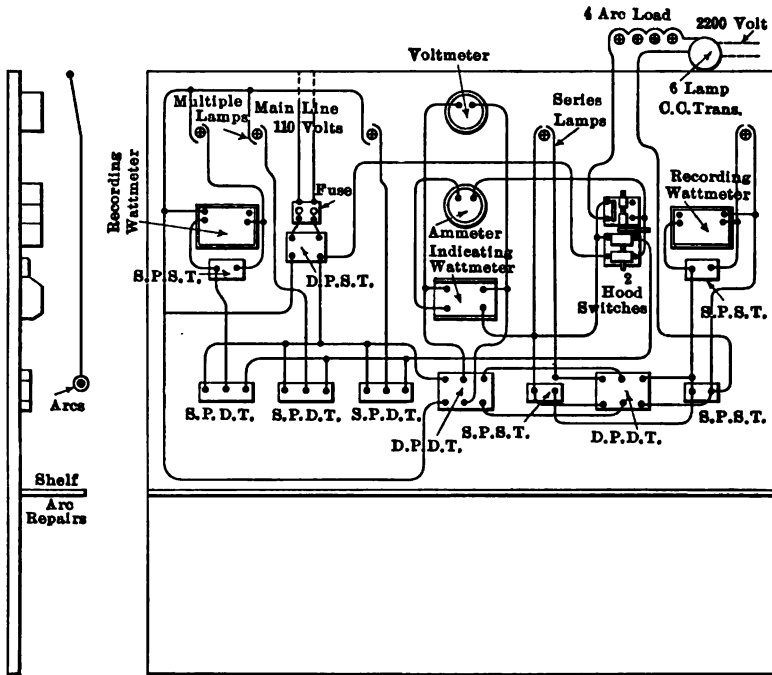 4 Arc Load
2200 Volt
Voltmeter
6 Lamp
C.C.Trans.
Multiple
Lamps
Main Line
110 Volts
Series
Lamps
Recording
Wattmeter
Fuse
Recording
Wattmeter
Ammeter
Indicating
Wattmeter
S.P.S.T.
D.P.S.T.
2
Hood
Switches
S.P.S.T.
Arcs
S.P.D.T.
S.P.D.T.
S.P.D.T.
D.P.D.T.
S.P.S.T.
D.P.D.T.
S.P.S.T.
Shelf
Arc
Repairs